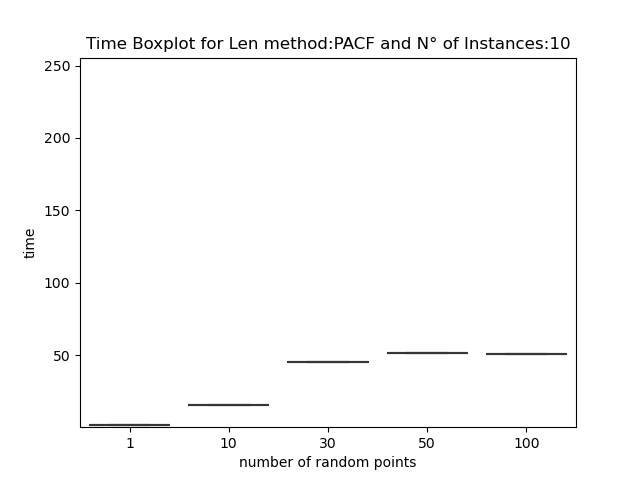 Time Boxplot for Len method:PACF and N° of Instances:10
250
200
150
100
50
time
1 10 30 50 100
number of random points